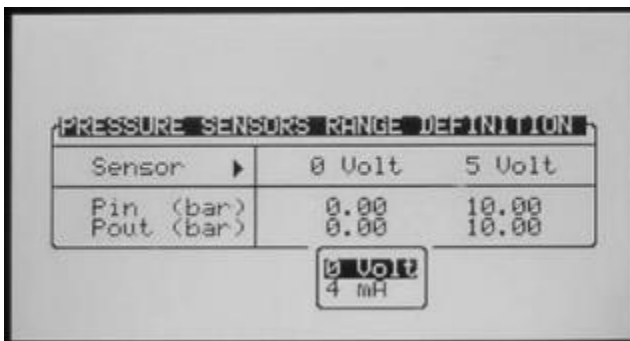 PRESSURE SENSORS RANGE DEFINITION
Sensor ▶ 0 Volt 5 Volt
Pin (bar) 0.00 10.00
Pout (bar) 0.00 10.00
0 Volt
4 mA